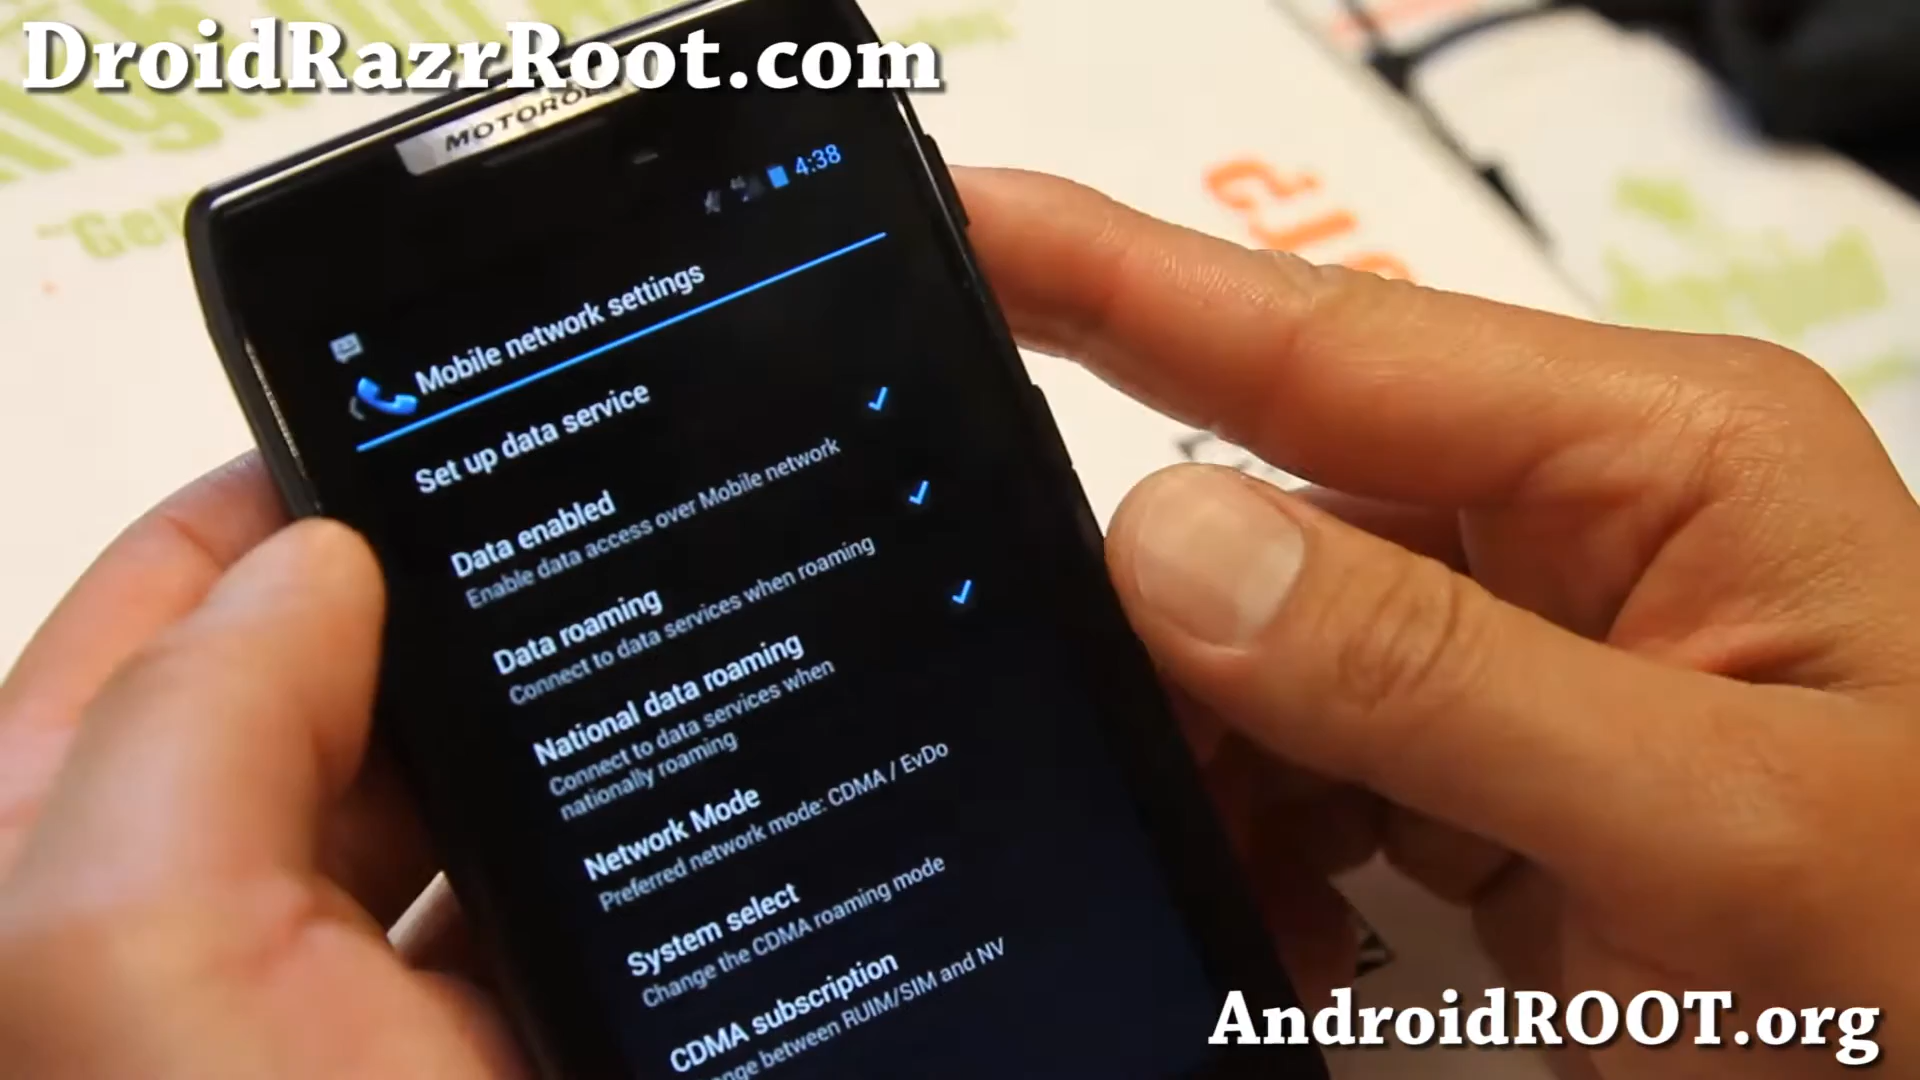 DroidRazrRoot.com
4:38
Mobile network settings
Set up data service
Data enabled
Enable data access over Mobile network
Data roaming
Connect to data services when roaming
National data roaming
Connect to data services when
nationally roaming
Network Mode
Preferred network mode: CDMA / EvDo
System select
Change the CDMA roaming mode
CDMA subscription
between RUIM/SIM and NV
AndroidROOT.org